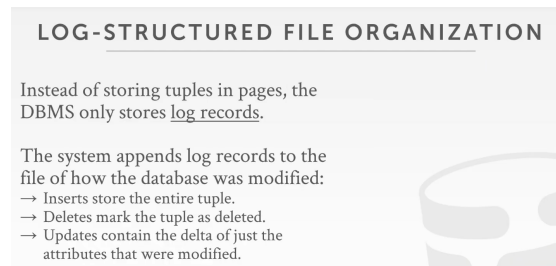 LOG-STRUCTURED FILE ORGANIZATION
Instead of storing tuples in pages, the
DBMS only stores log records.
The system appends log records to the
file of how the database was modified:
→ Inserts store the entire tuple.
→ Deletes mark the tuple as deleted.
→ Updates contain the delta of just the
attributes that were modified.